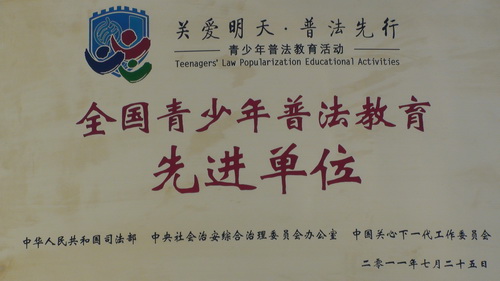 关爱明天·普法先行
青少年普法教育活动
Teenagers' Law Popularization Educational Activities
全国青少年普法教育
先进单位
中华人民共和国司法部 中央社会治安综合治理委员会办公室 中国关心下一代工作委员会
二〇一一年七月二十五日